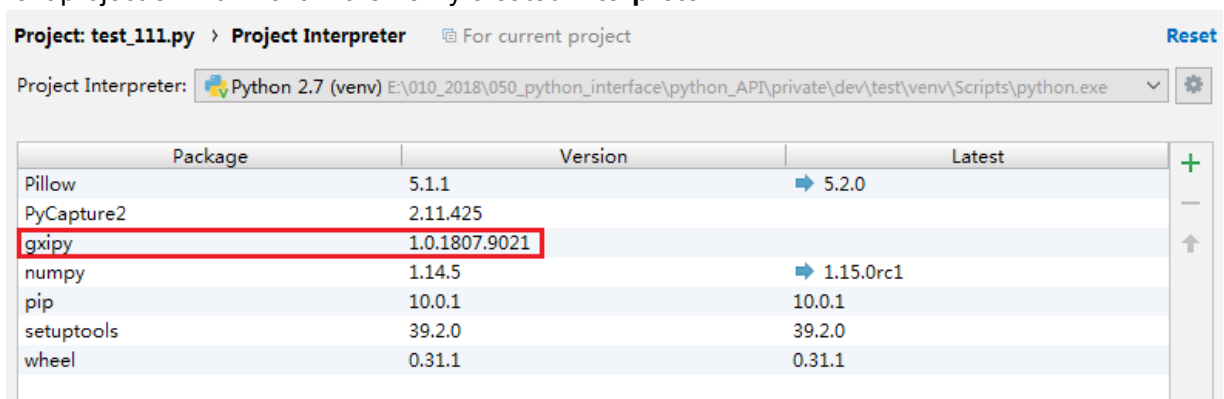 Project: test_111.py > Project Interpreter For current project Reset
Project Interpreter: Python 2.7 (venv) E:\010_2018\050_python_interface\python_API\private\dev\test\venv\Scripts\python.exe
Package Version Latest
Pillow 5.1.1 5.2.0
PyCapture2 2.11.425
gxipy 1.0.1807.9021
numpy 1.14.5 1.15.0rc1
pip 10.0.1 10.0.1
setuptools 39.2.0 39.2.0
wheel 0.31.1 0.31.1